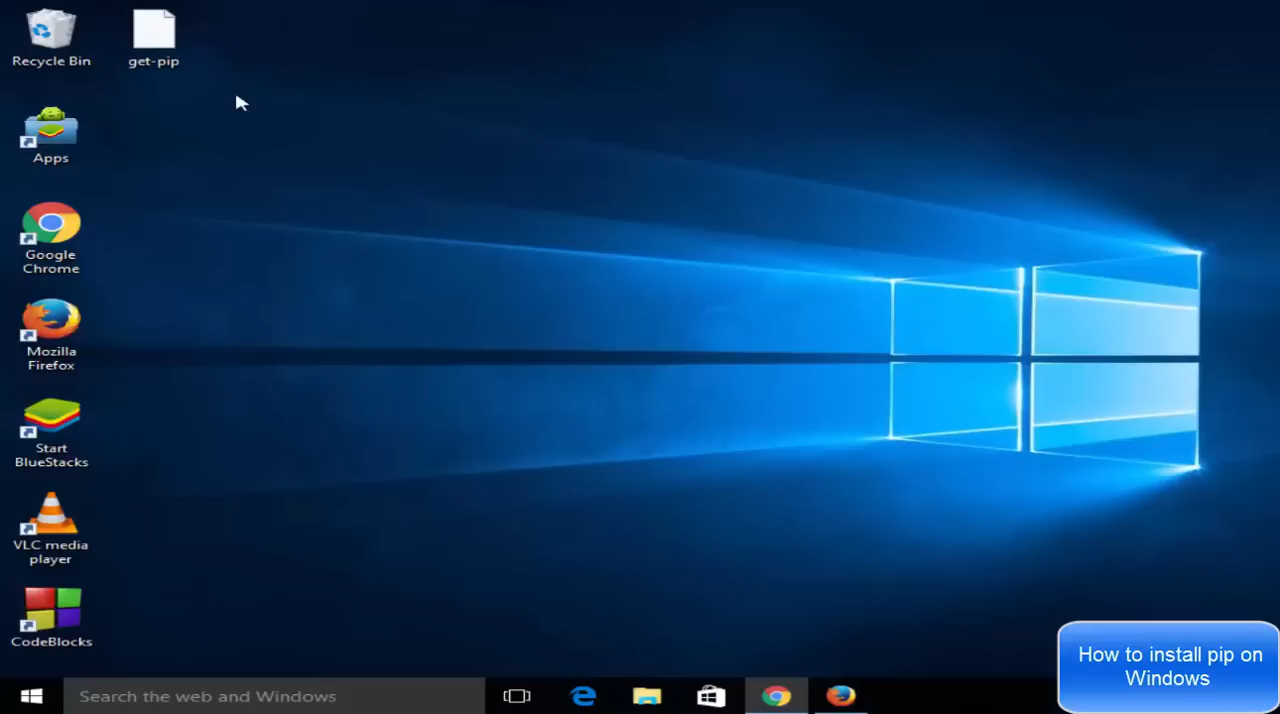 Recycle Bin
get-pip
Apps
Google
Chrome
Mozilla
Firefox
Start
BlueStacks
VLC media
player
CodeBlocks
How to install pip on
Windows
Search the web and Windows